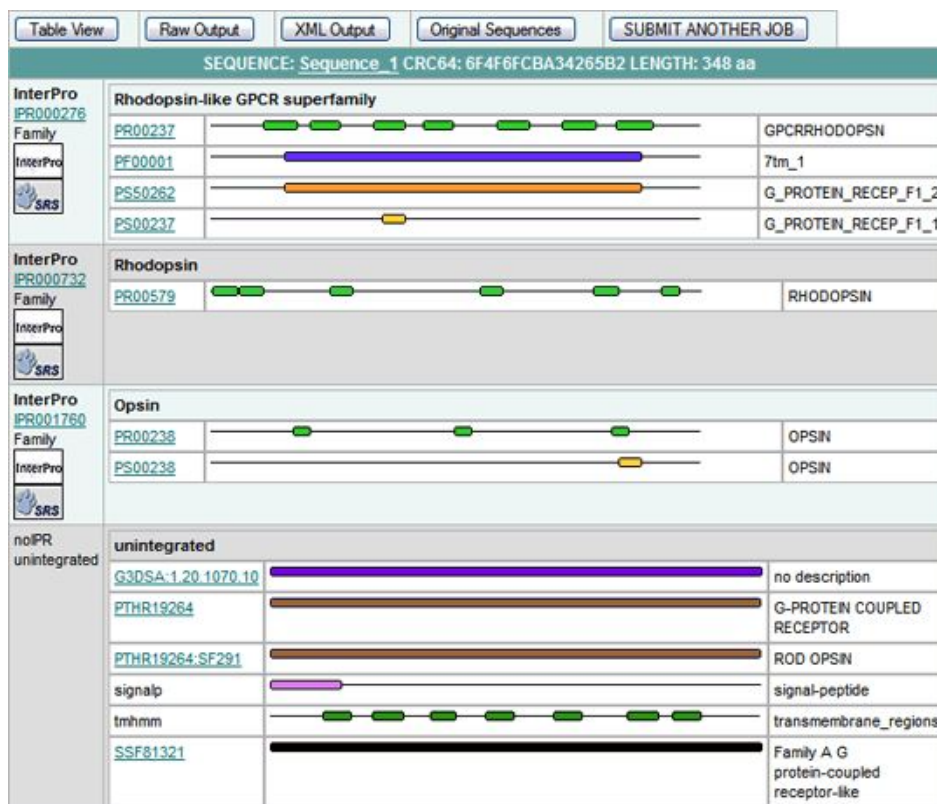 Table View Raw Output XML Output Original Sequences SUBMIT ANOTHER JOB
SEQUENCE: Sequence_1 CRC64: 6F4F6FCBA34265B2 LENGTH: 348 aa
InterPro
IPR000276
Family
InterPro
SRS
Rhodopsin-like GPCR superfamily
PR00237 GPCRRHODOPSN
PF00001 7tm_1
PS50262 G_PROTEIN_RECEP_F1_2
PS00237 G_PROTEIN_RECEP_F1_1
InterPro
IPR000732
Family
InterPro
SRS
Rhodopsin
PR00579 RHODOPSIN
InterPro
IPR001760
Family
InterPro
SRS
Opsin
PR00238 OPSIN
PS00238 OPSIN
noIPR
unintegrated
unintegrated
G3DSA:1.20.1070.10 no description
PTHR19264 G-PROTEIN COUPLED
RECEPTOR
PTHR19264:SF291 ROD OPSIN
signalp signal-peptide
tmhmm transmembrane_regions
SSF81321 Family A G
protein-coupled
receptor-like